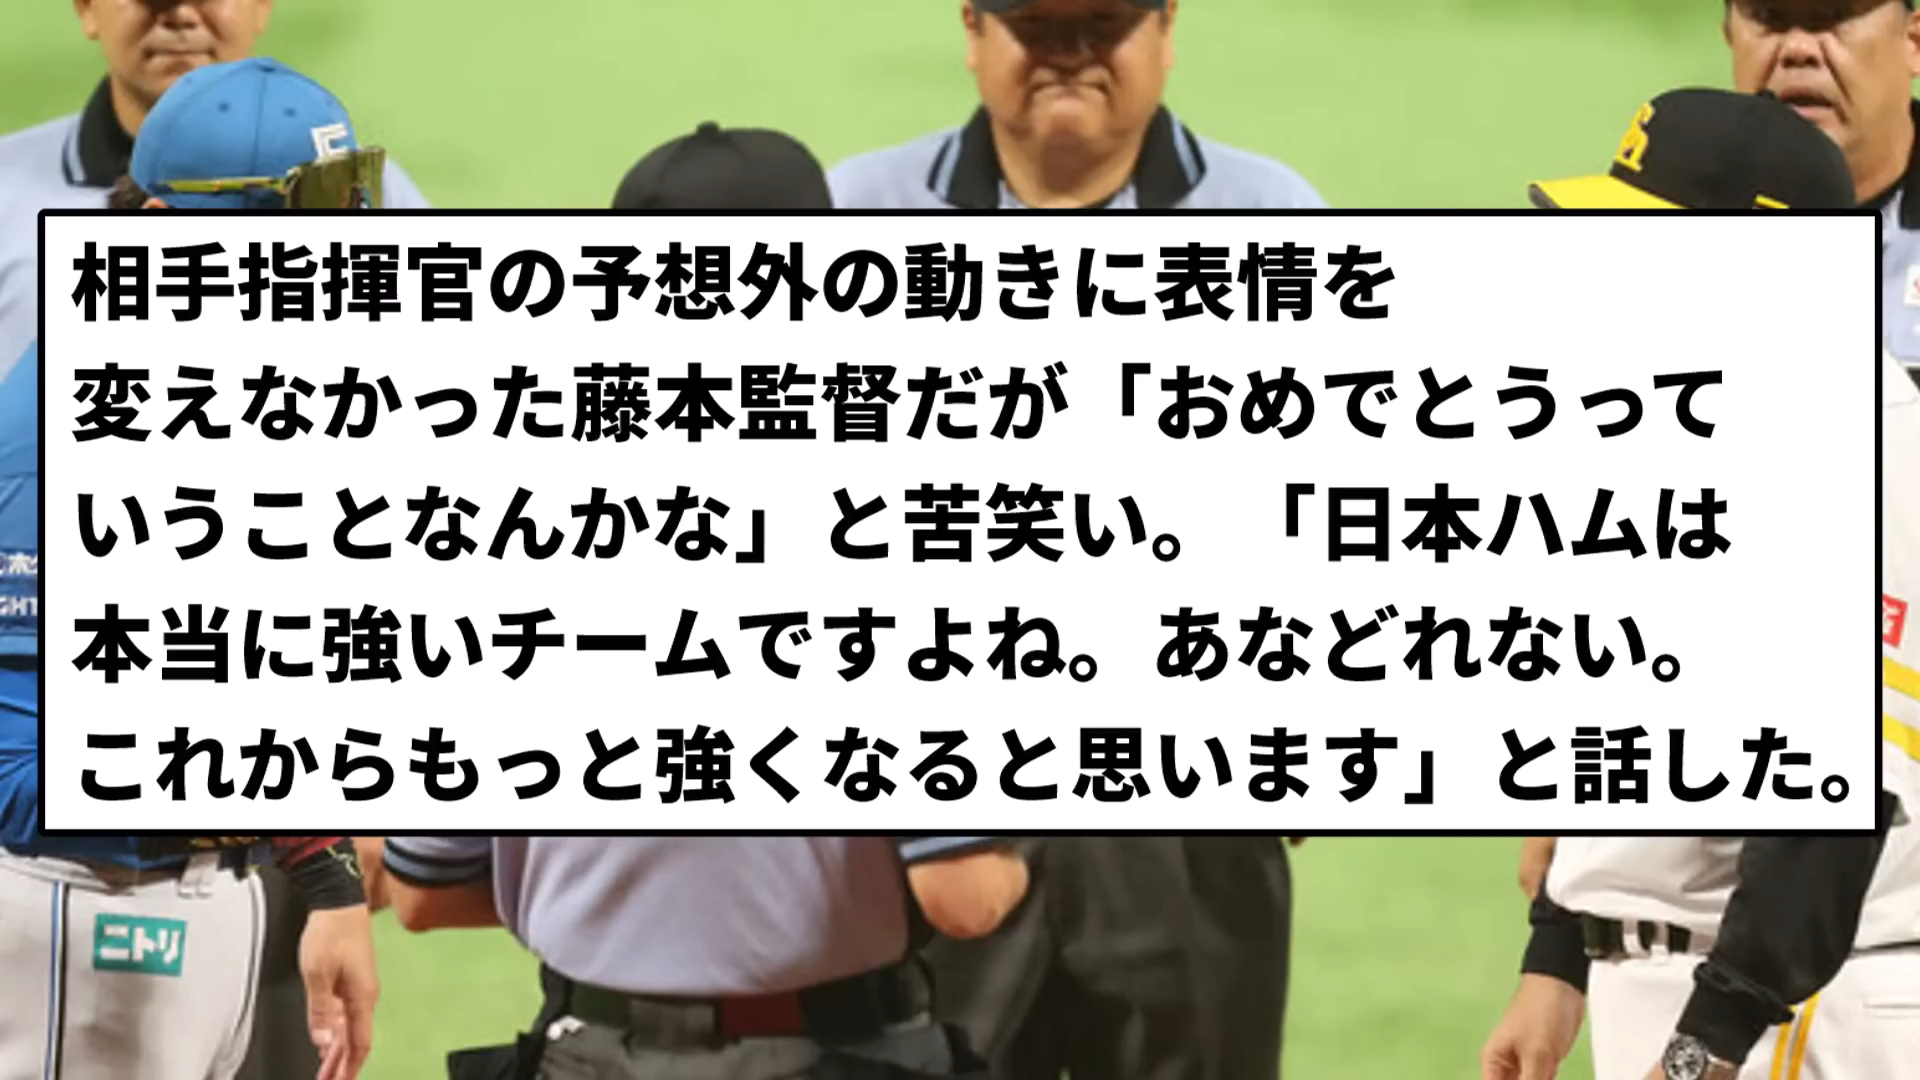 相手指揮官の予想外の動きに表情を
変えなかった藤本監督だが「おめでとうって
いうことなんかな」と苦笑い。「日本ハムは
本当に強いチームですよね。あなどれない。
これからもっと強くなると思います」と話した。
ニトリ